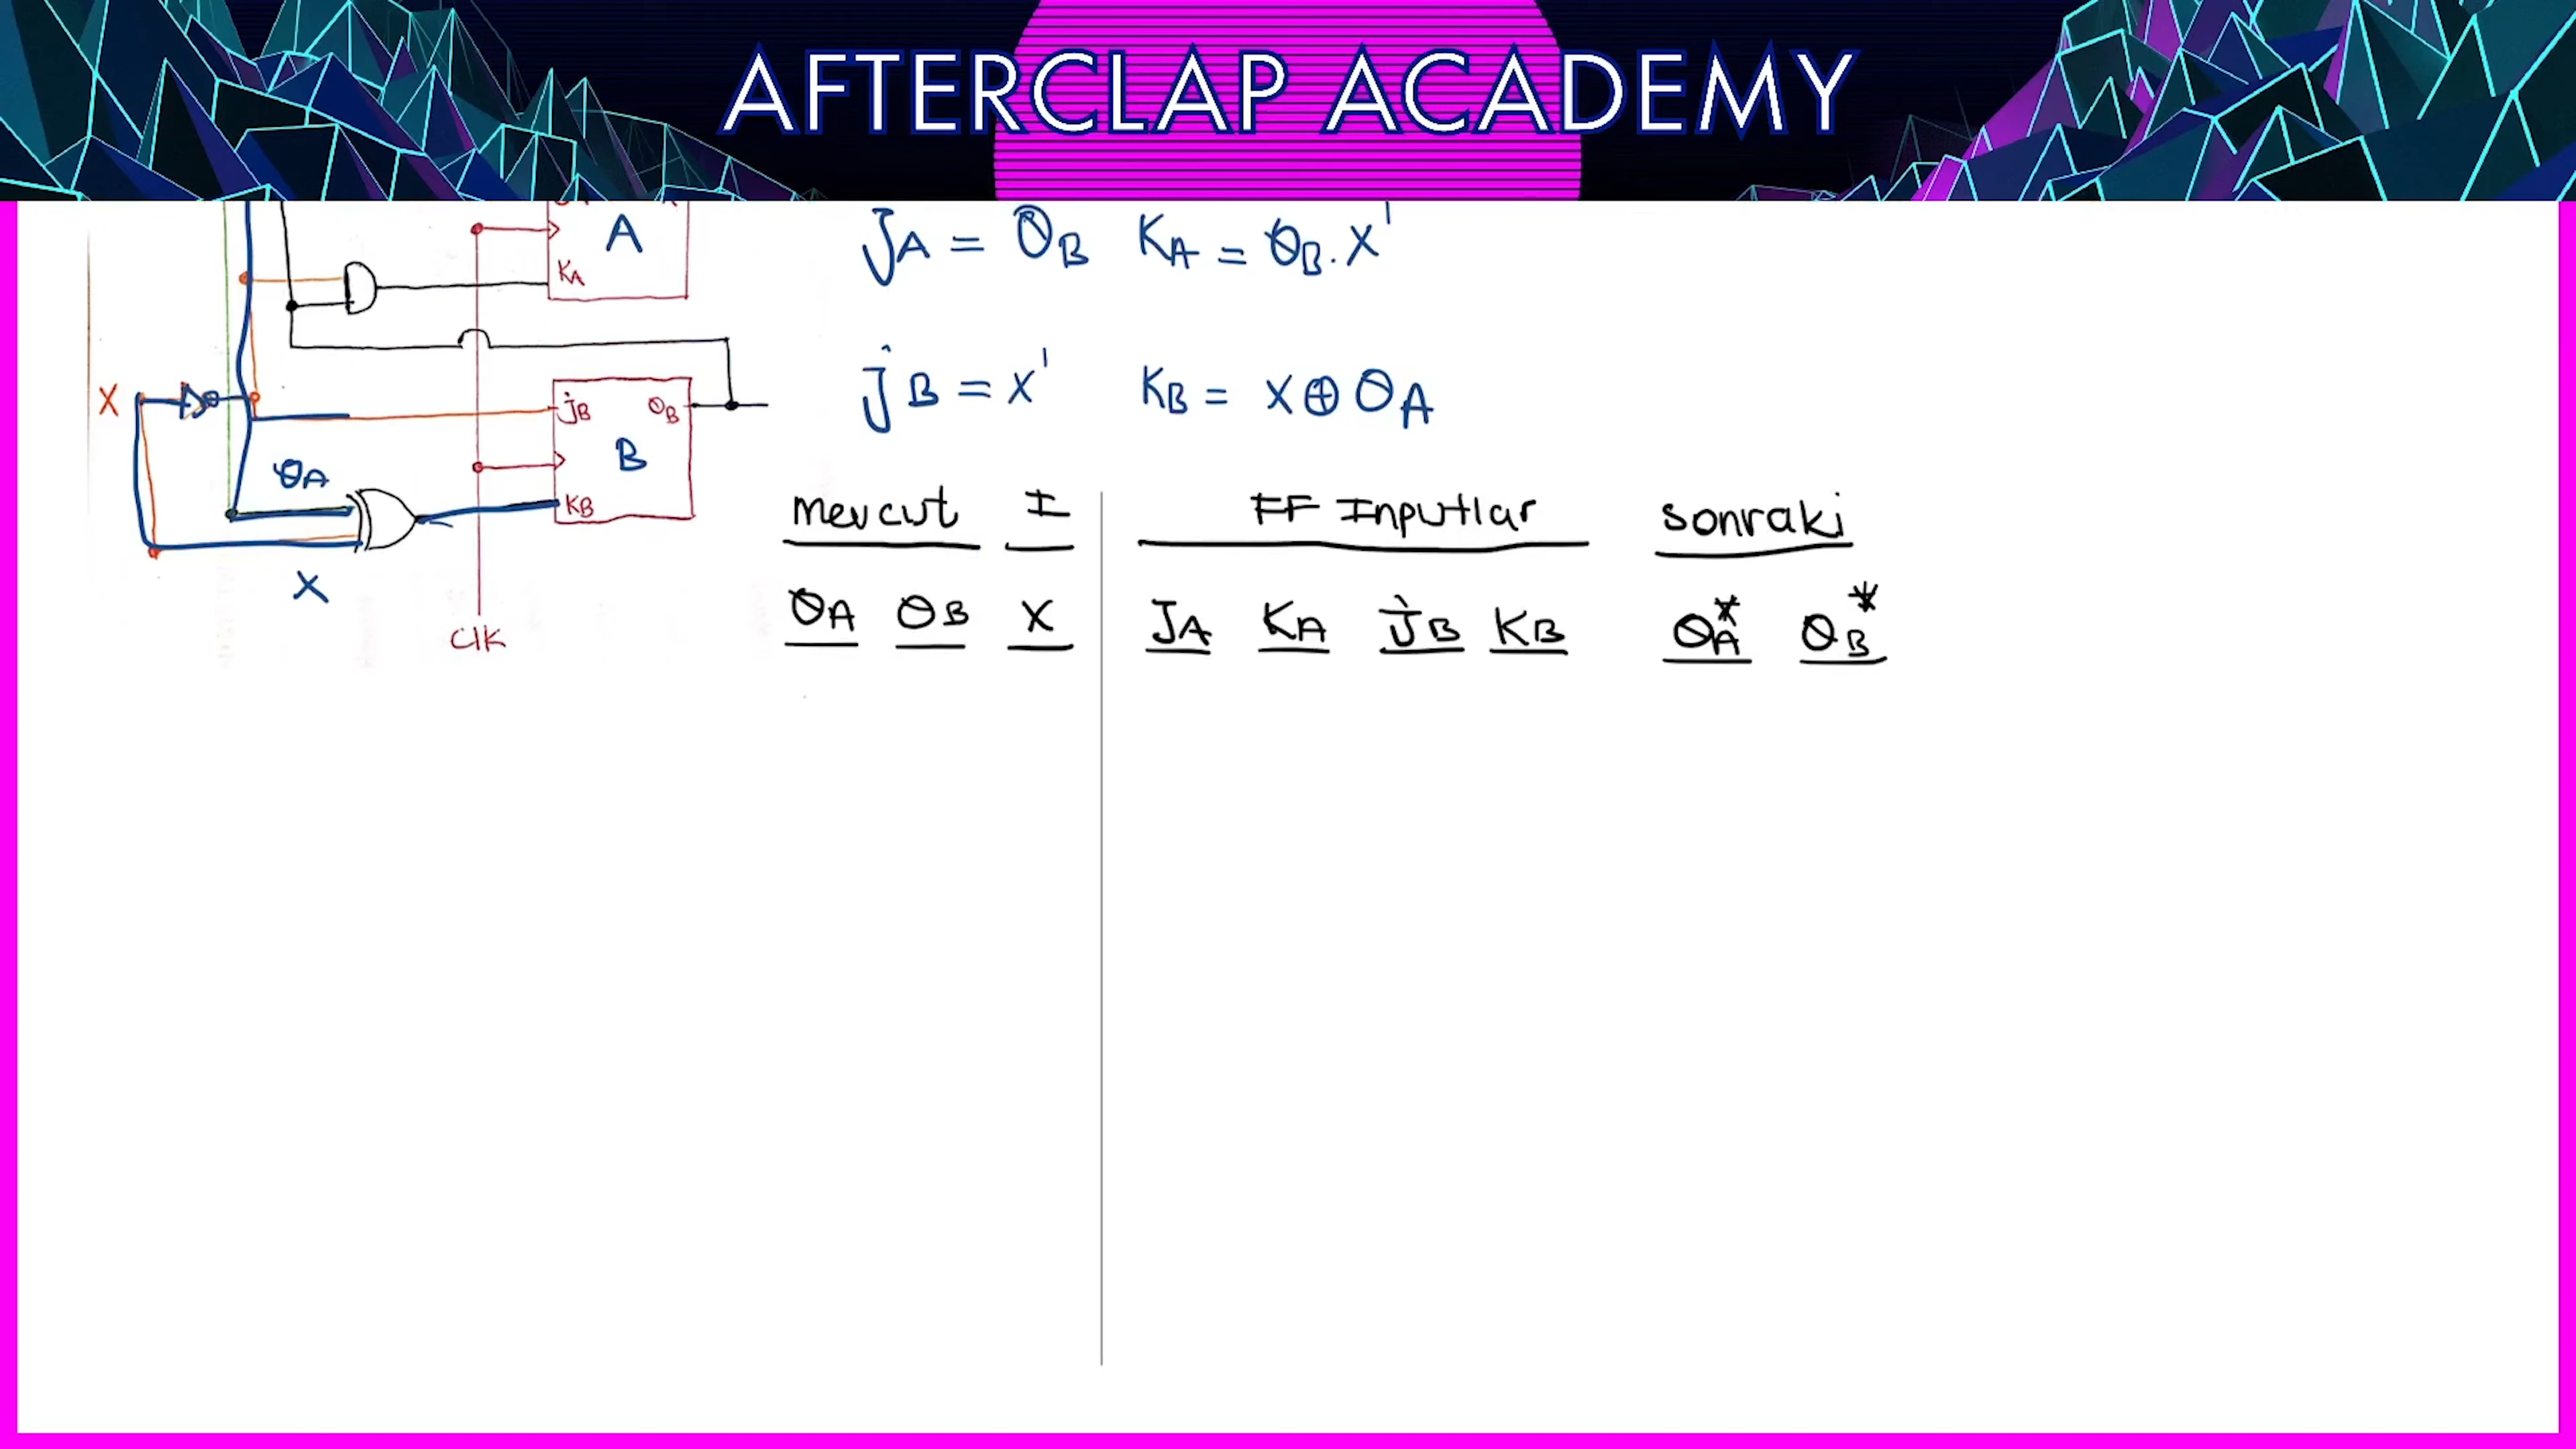 AFTERCLAP ACADEMY
A
KA
JA = QB KA = QB . X'
X
jB QB
B
KB
jB = X' KB = X ⊕ QA
QA
X
CLK
mevcut I FF Inputlar sonraki
QA QB X JA KA jB KB QA* QB*